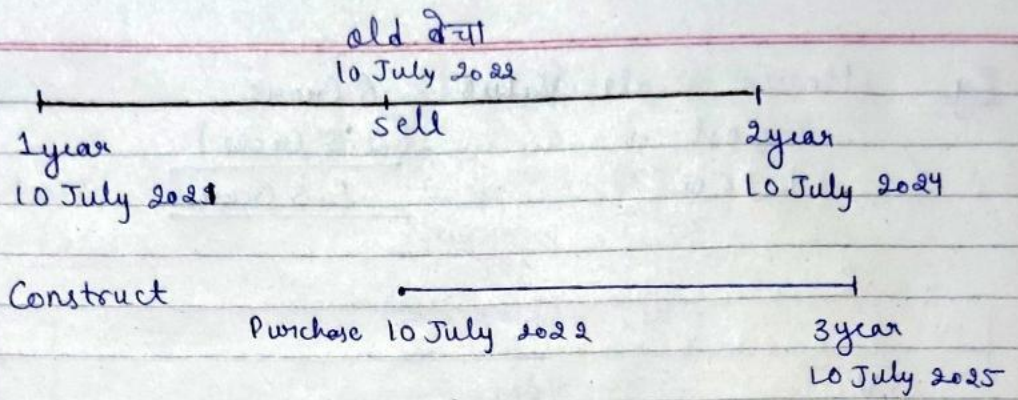 old बेचा
10 July 2022
sell
1year
10 July 2021
2year
10 July 2024
Construct
Purchase 10 July 2022
3year
10 July 2025